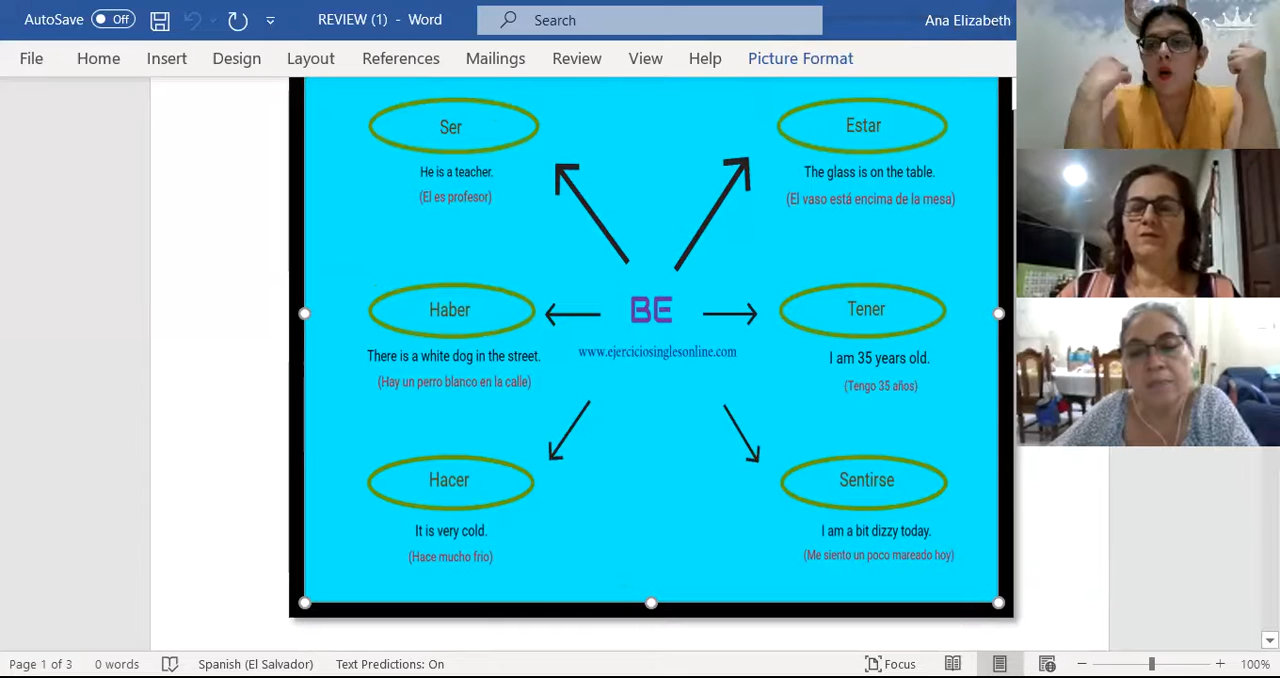 AutoSave Off REVIEW (1) - Word Search Ana Elizabeth
File Home Insert Design Layout References Mailings Review View Help Picture Format
Ser
He is a teacher.
(El es profesor)
Estar
The glass is on the table.
(El vaso está encima de la mesa)
Haber
There is a white dog in the street.
(Hay un perro blanco en la calle)
BE
www.ejerciciosinglesonline.com
Tener
I am 35 years old.
(Tengo 35 años)
Hacer
It is very cold.
(Hace mucho frio)
Sentirse
I am a bit dizzy today.
(Me siento un poco mareado hoy)
Page 1 of 3 0 words Spanish (El Salvador) Text Predictions: On Focus 100%